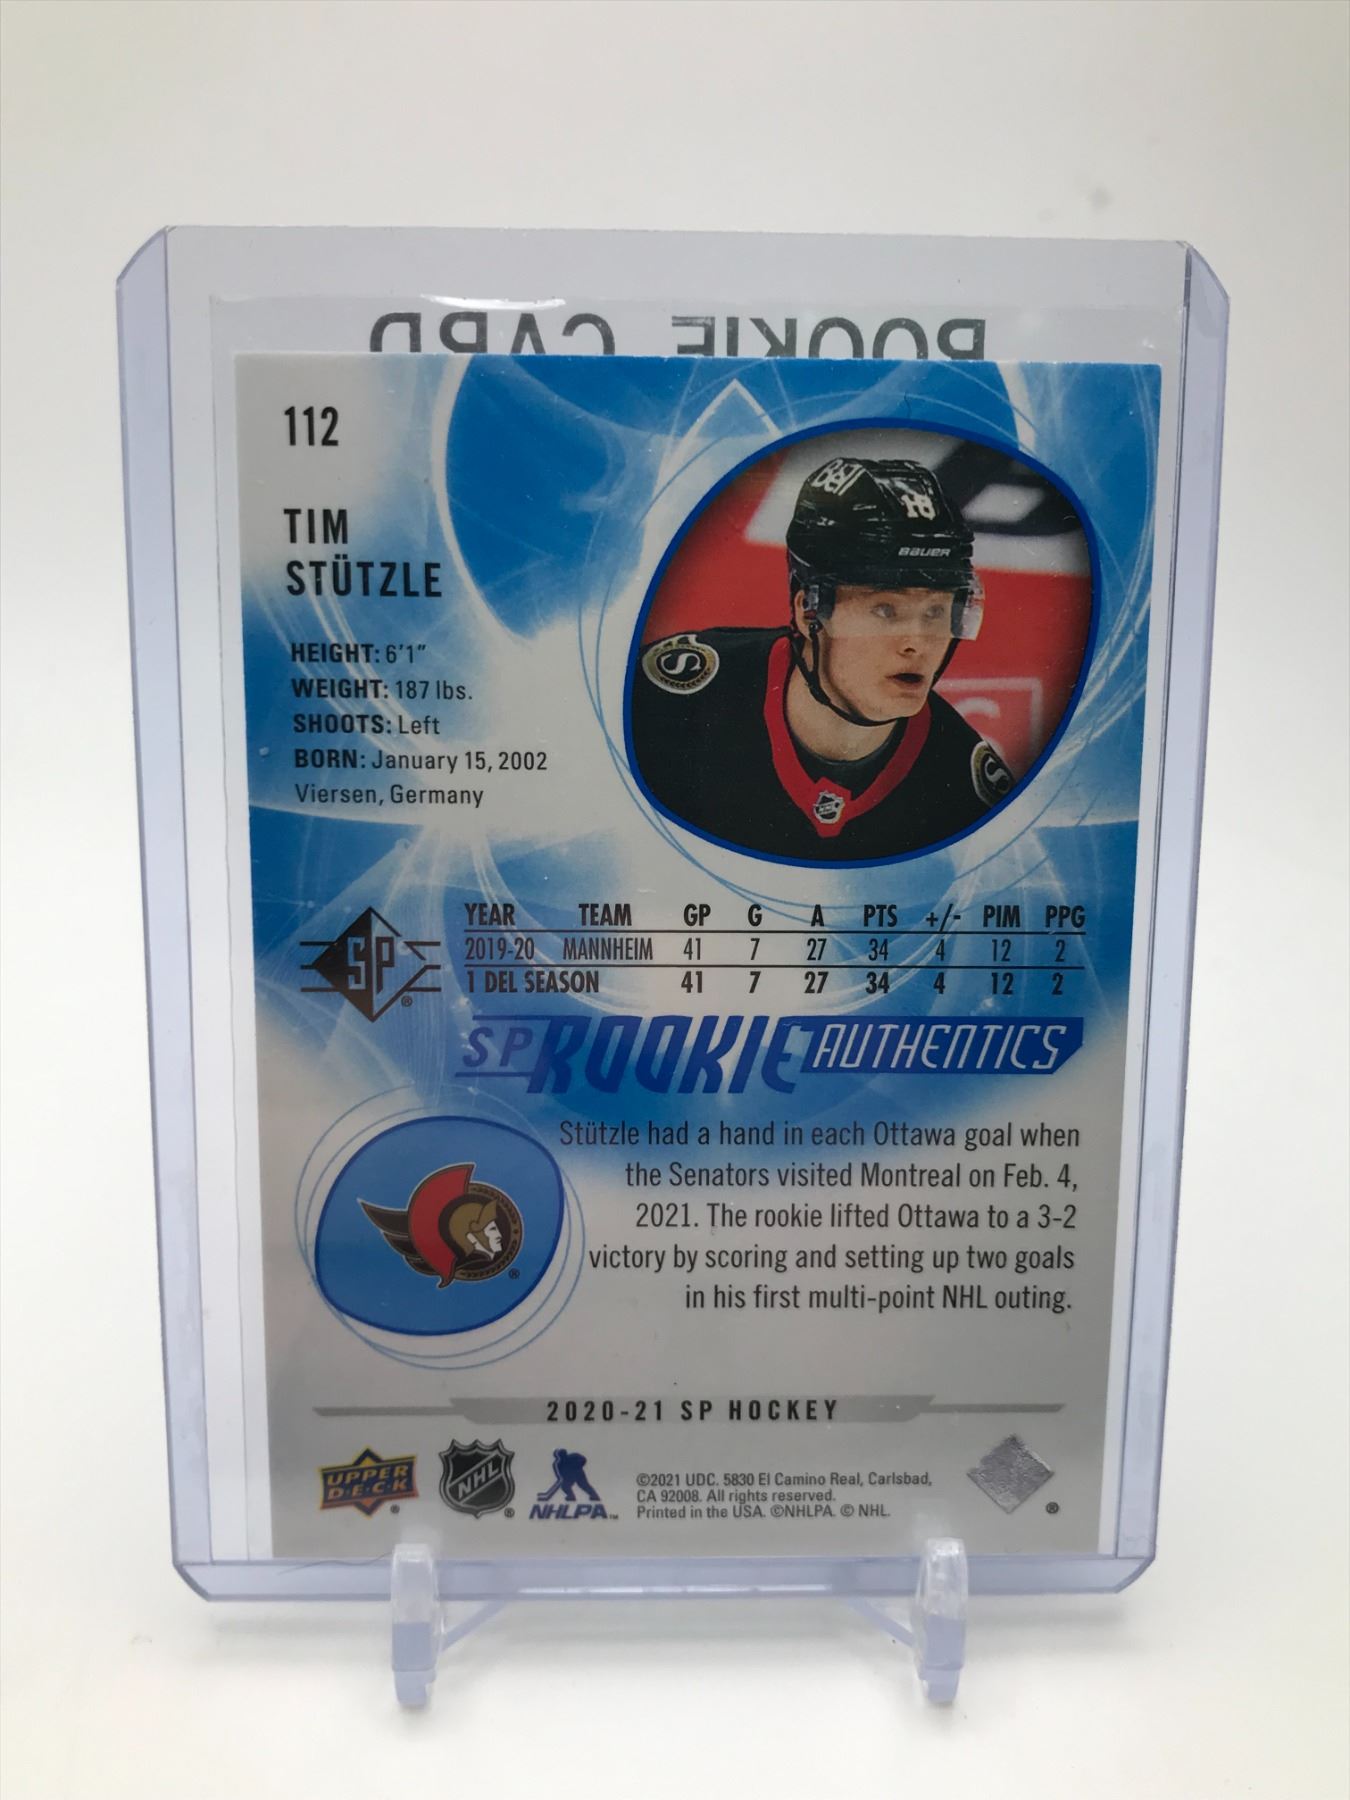 ROOKIE CARD
112
TIM
STÜTZLE
18
BAUER
HEIGHT: 6'1"
WEIGHT: 187 lbs.
SHOOTS: Left
BORN: January 15, 2002
Viersen, Germany
YEAR TEAM GP G A PTS +/- PIM PPG
2019-20 MANNHEIM 41 7 27 34 4 12 2
1 DEL SEASON 41 7 27 34 4 12 2
SP®
SP ROOKIE AUTHENTICS
Stützle had a hand in each Ottawa goal when
the Senators visited Montreal on Feb. 4,
2021. The rookie lifted Ottawa to a 3-2
victory by scoring and setting up two goals
in his first multi-point NHL outing.
®
2020-21 SP HOCKEY
UPPER
D·E·C·K
®
NHL
®
NHLPA™
©2021 UDC. 5830 El Camino Real, Carlsbad,
CA 92008. All rights reserved.
Printed in the USA. ©NHLPA. © NHL.
®